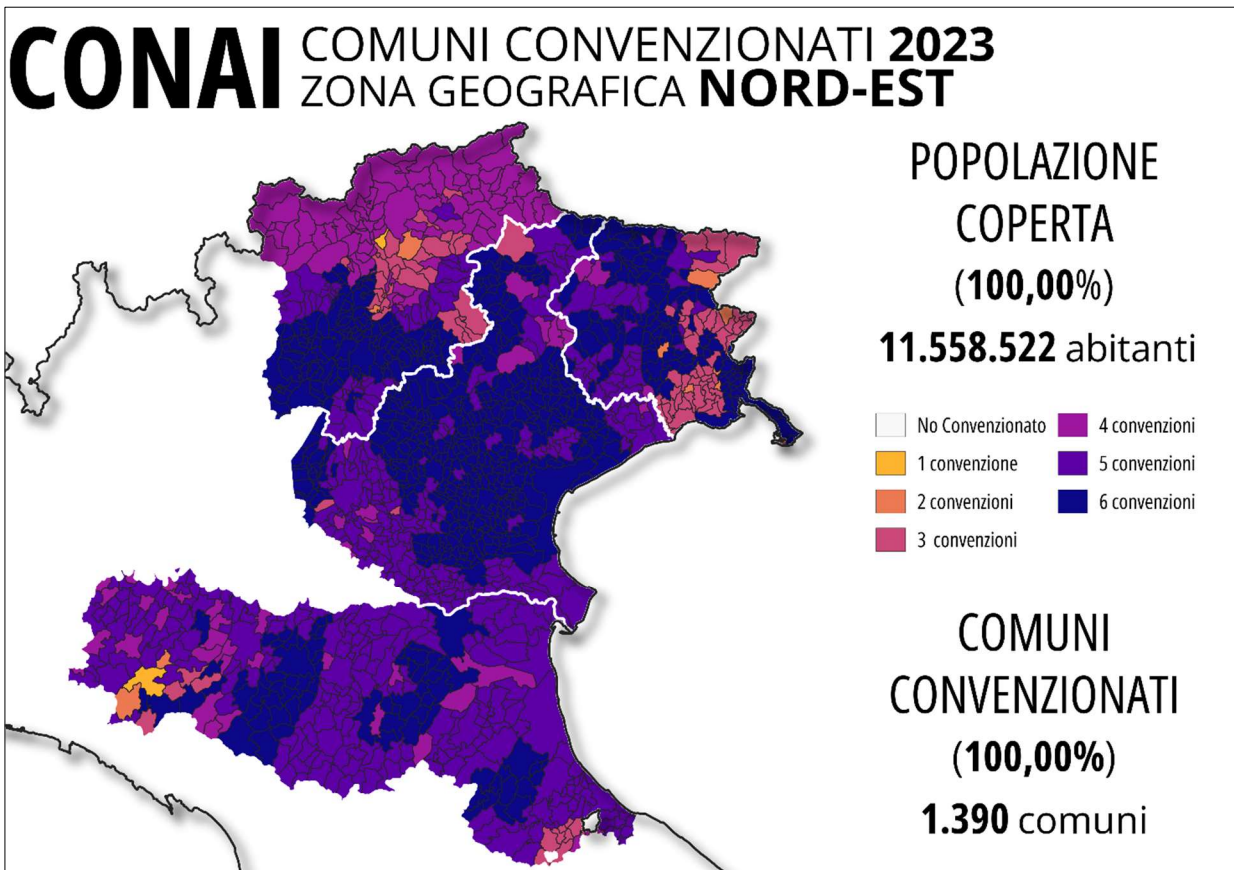 CONAI
COMUNI CONVENZIONATI 2023
ZONA GEOGRAFICA NORD-EST
POPOLAZIONE
COPERTA
(100,00%)
11.558.522 abitanti
No Convenzionato
1 convenzione
2 convenzioni
3 convenzioni
4 convenzioni
5 convenzioni
6 convenzioni
COMUNI
CONVENZIONATI
(100,00%)
1.390 comuni